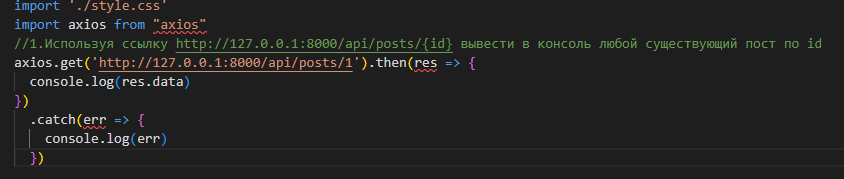 import './style.css'
import axios from "axios"
//1.Используя ссылку http://127.0.0.1:8000/api/posts/{id} вывести в консоль любой существующий пост по id
axios.get('http://127.0.0.1:8000/api/posts/1').then(res => {
  console.log(res.data)
})
  .catch(err => {
    console.log(err)
  })